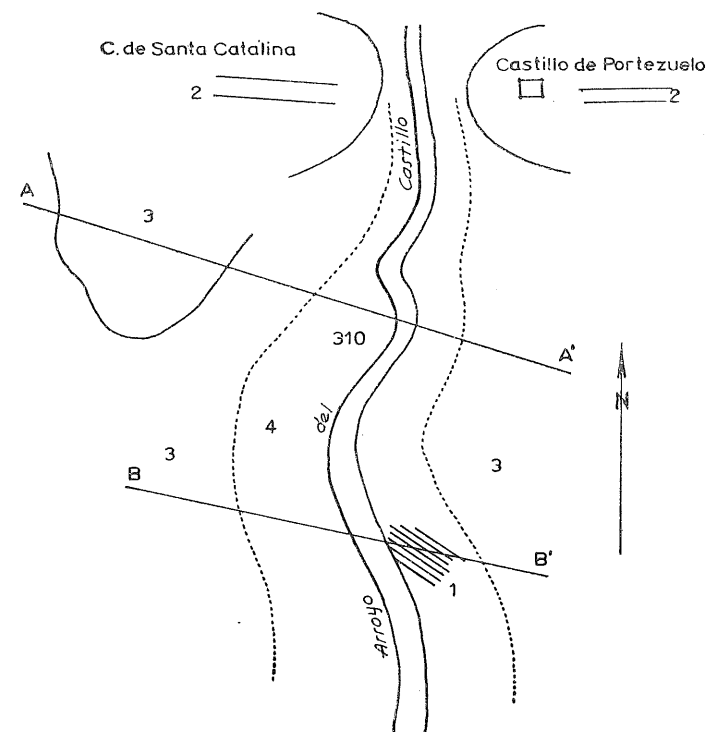 C. de Santa Catalina
Castillo de Portezuelo
2
2
Castillo
A
3
310
A'
N
del
4
3
3
B
B'
1
Arroyo